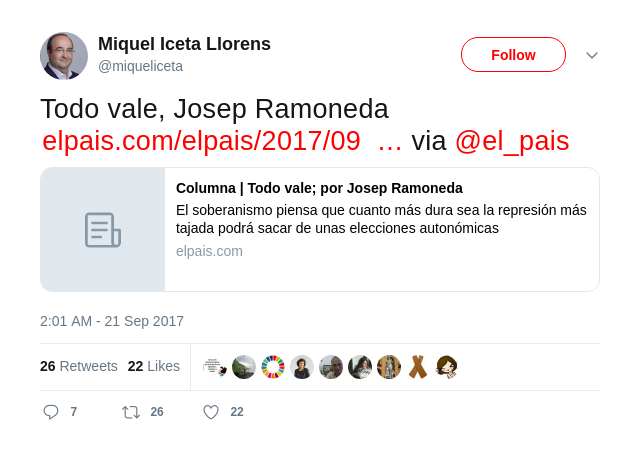 Miquel Iceta Llorens
@miqueliceta
Follow
Todo vale, Josep Ramoneda
elpais.com/elpais/2017/09 … via @el_pais
Columna | Todo vale; por Josep Ramoneda
El soberanismo piensa que cuanto más dura sea la represión más
tajada podrá sacar de unas elecciones autonómicas
elpais.com
2:01 AM - 21 Sep 2017
26 Retweets 22 Likes
7 26 22